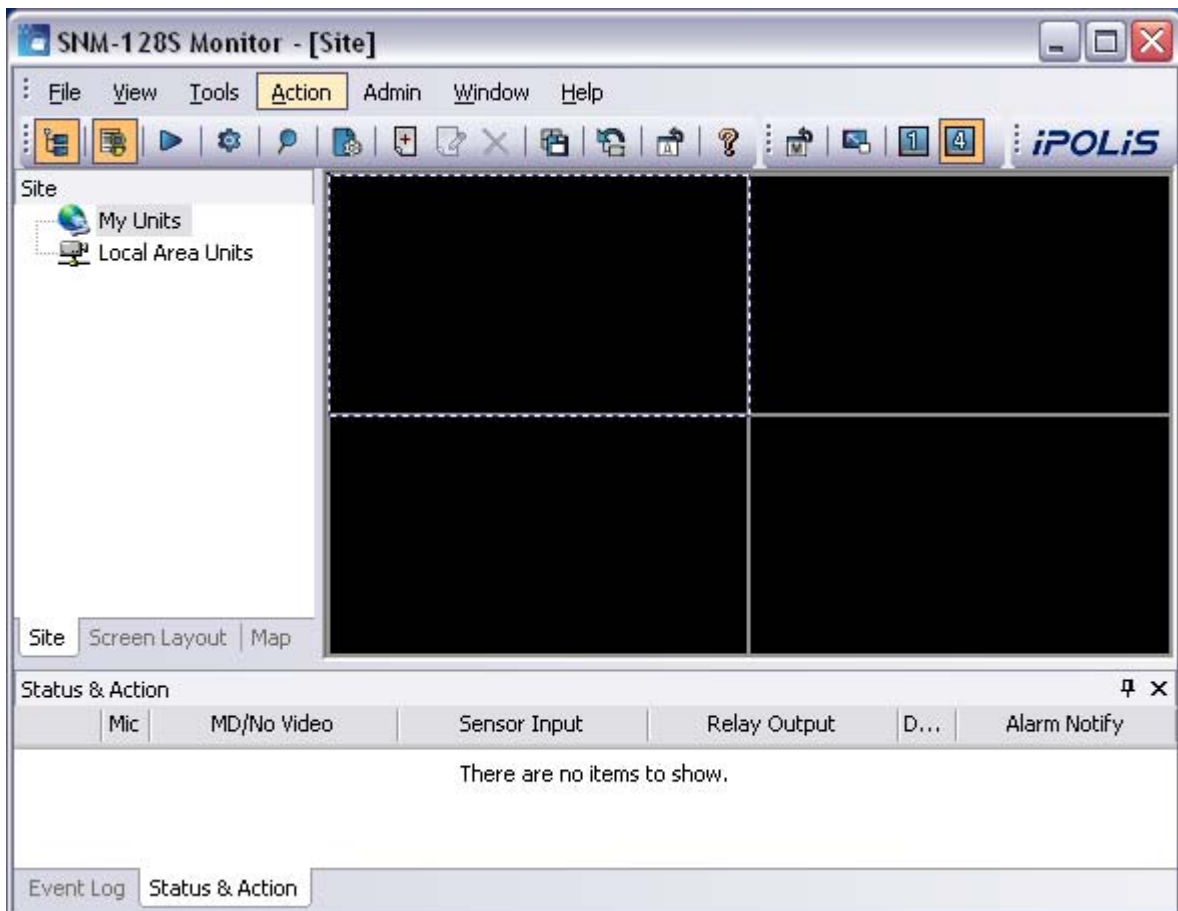 SNM-128S Monitor - [Site]
File View Tools Action Admin Window Help
1 4 iPOLiS
Site
My Units
Local Area Units
Site Screen Layout Map
Status & Action
Mic MD/No Video Sensor Input Relay Output D... Alarm Notify
There are no items to show.
Event Log Status & Action